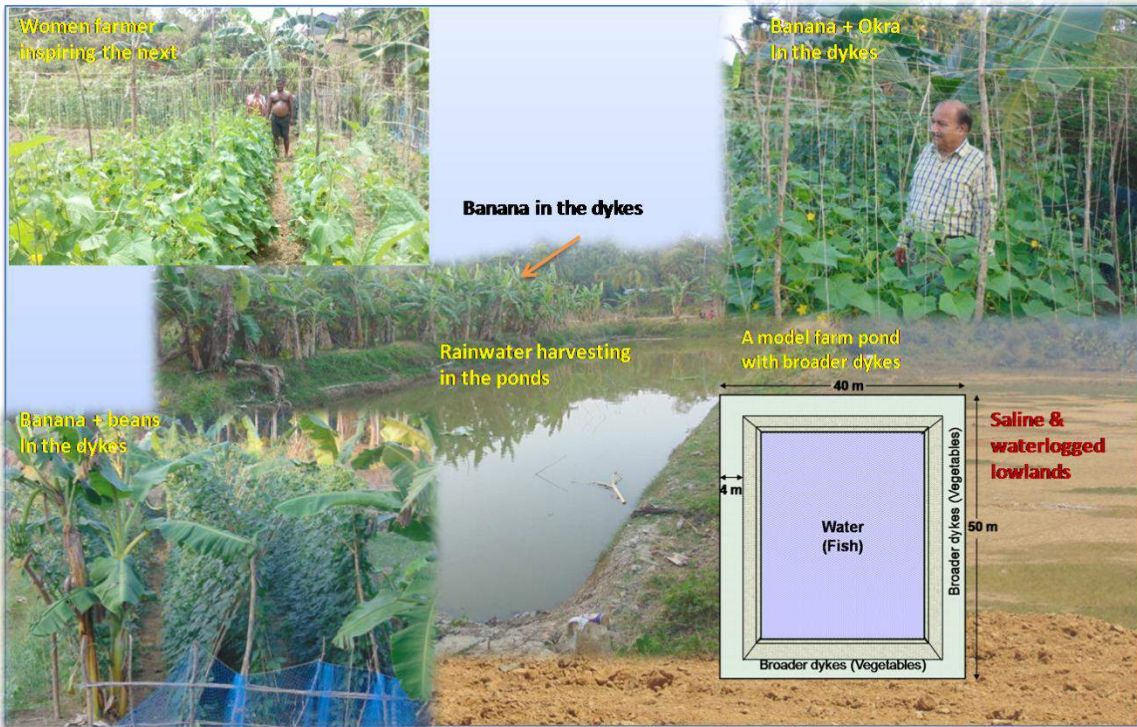 Women farmer
inspiring the next
Banana + Okra
In the dykes
Banana in the dykes
Rainwater harvesting
in the ponds
A model farm pond
with broader dykes
40 m
Banana + beans
In the dykes
Saline &
waterlogged
lowlands
4 m
Broader dykes (Vegetables)
50 m
Water
(Fish)
Broader dykes (Vegetables)